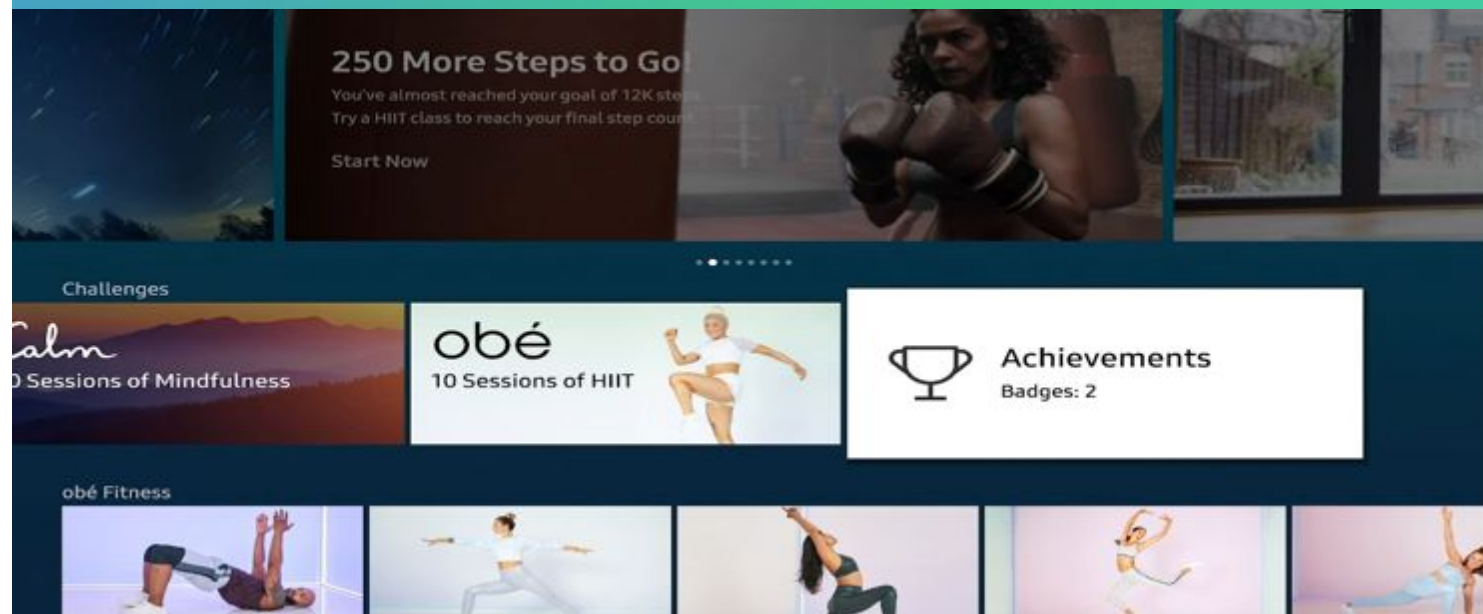 250 More Steps to Go!
You've almost reached your goal of 12K steps.
Try a HIIT class to reach your final step count.
Start Now
Challenges
Calm
0 Sessions of Mindfulness
obé
10 Sessions of HIIT
Achievements
Badges: 2
obé Fitness